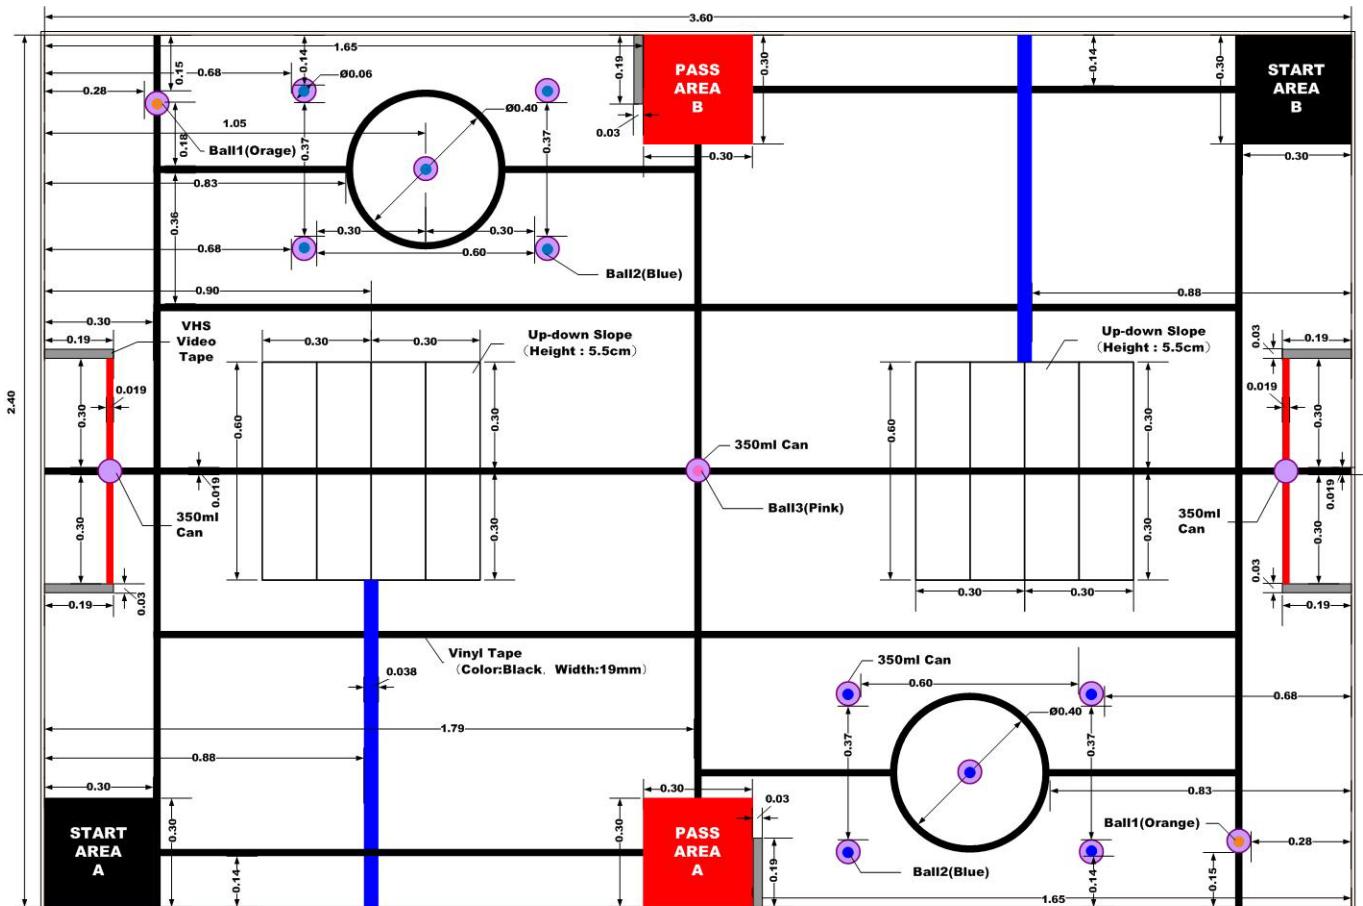 3.60
1.65
0.14
0.15
0.68
Ø0.06
0.28
0.19
PASS
AREA
B
0.30
0.14
0.30
START
AREA
B
1.05
Ø0.40
0.03
0.18
Ball1(Orage)
0.37
0.37
0.30
0.30
0.83
0.36
0.30
0.30
0.68
0.60
Ball2(Blue)
0.90
0.88
0.30
VHS
Video
Tape
0.19
0.30
0.30
Up-down Slope
(Height : 5.5cm)
Up-down Slope
(Height : 5.5cm)
0.03
0.19
0.019
0.019
2.40
0.30
0.60
0.30
0.60
0.30
0.30
350ml Can
0.019
0.019
Ball3(Pink)
350ml
Can
350ml
Can
0.30
0.30
0.30
0.30
0.03
0.03
0.19
0.30
0.30
0.19
Vinyl Tape
(Color:Black, Width:19mm)
350ml Can
0.038
0.60
0.68
Ø0.40
1.79
0.37
0.37
0.88
0.30
0.30
0.03
0.83
START
AREA
A
0.30
0.30
PASS
AREA
A
Ball1(Orange)
0.28
0.14
0.19
Ball2(Blue)
0.14
0.15
1.65